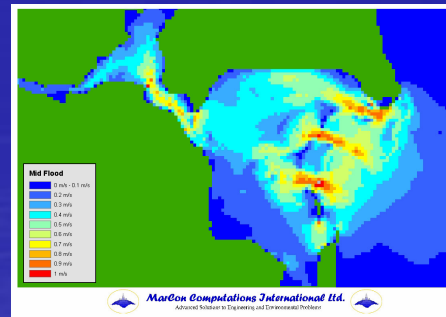 Mid Flood
0 m/s - 0.1 m/s
0.2 m/s
0.3 m/s
0.4 m/s
0.5 m/s
0.6 m/s
0.7 m/s
0.8 m/s
0.9 m/s
1 m/s
MarCon Computations International Ltd.
Advanced Solutions to Engineering and Environmental Problems